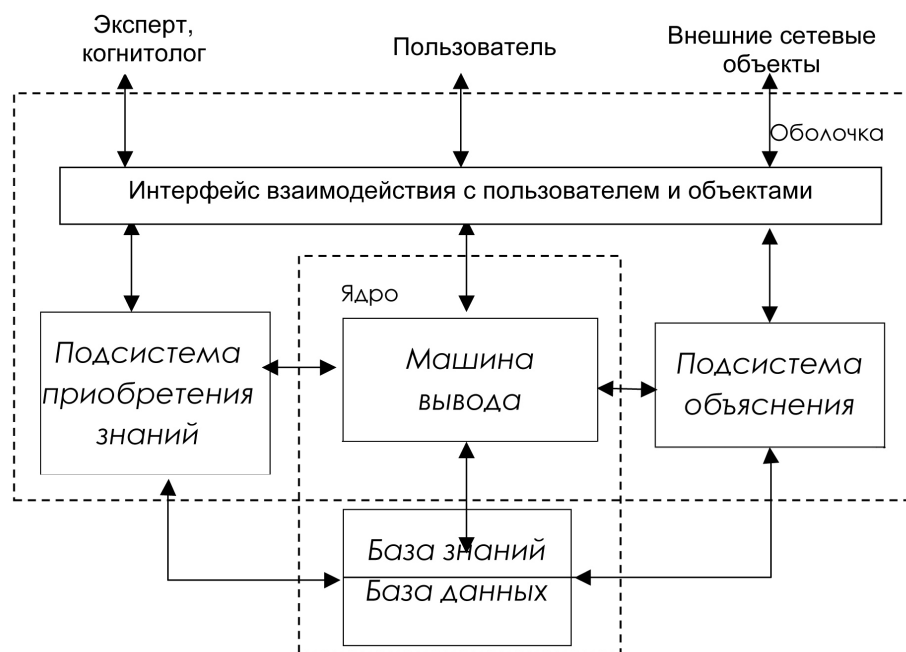 Эксперт,
когнитолог
Пользователь
Внешние сетевые
объекты
Оболочка
Интерфейс взаимодействия с пользователем и объектами
Ядро
Подсистема
приобретения
знаний
Машина
вывода
Подсистема
объяснения
База знаний
База данных